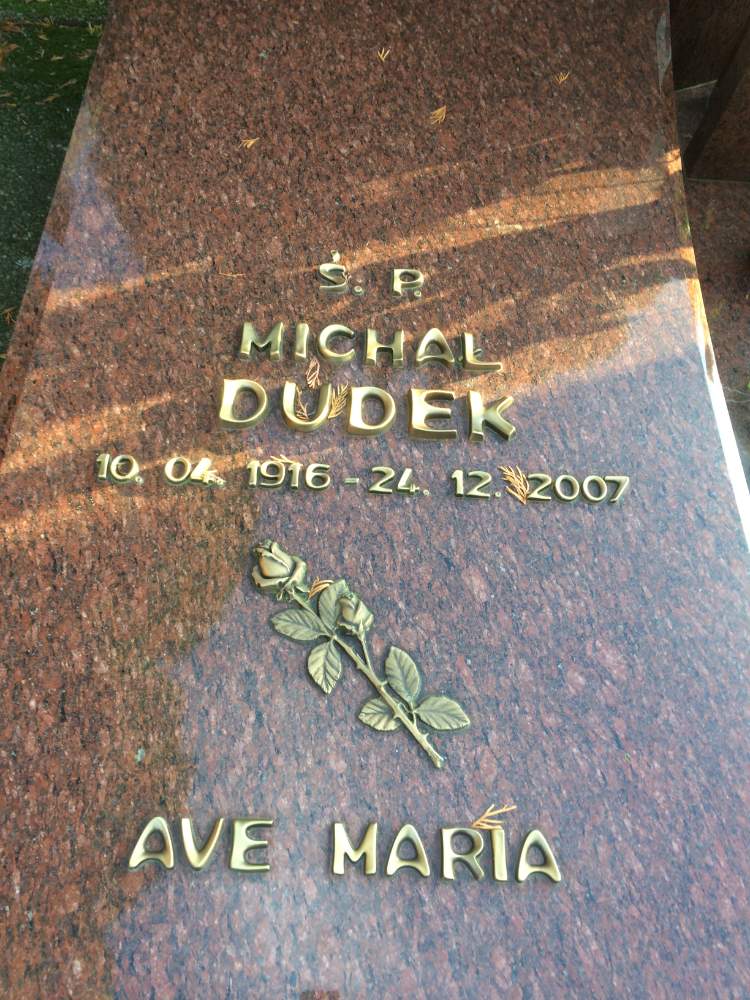 Ś. P.
MICHAL
DUDEK
10. 04. 1916 - 24. 12. 2007
AVE MARIA